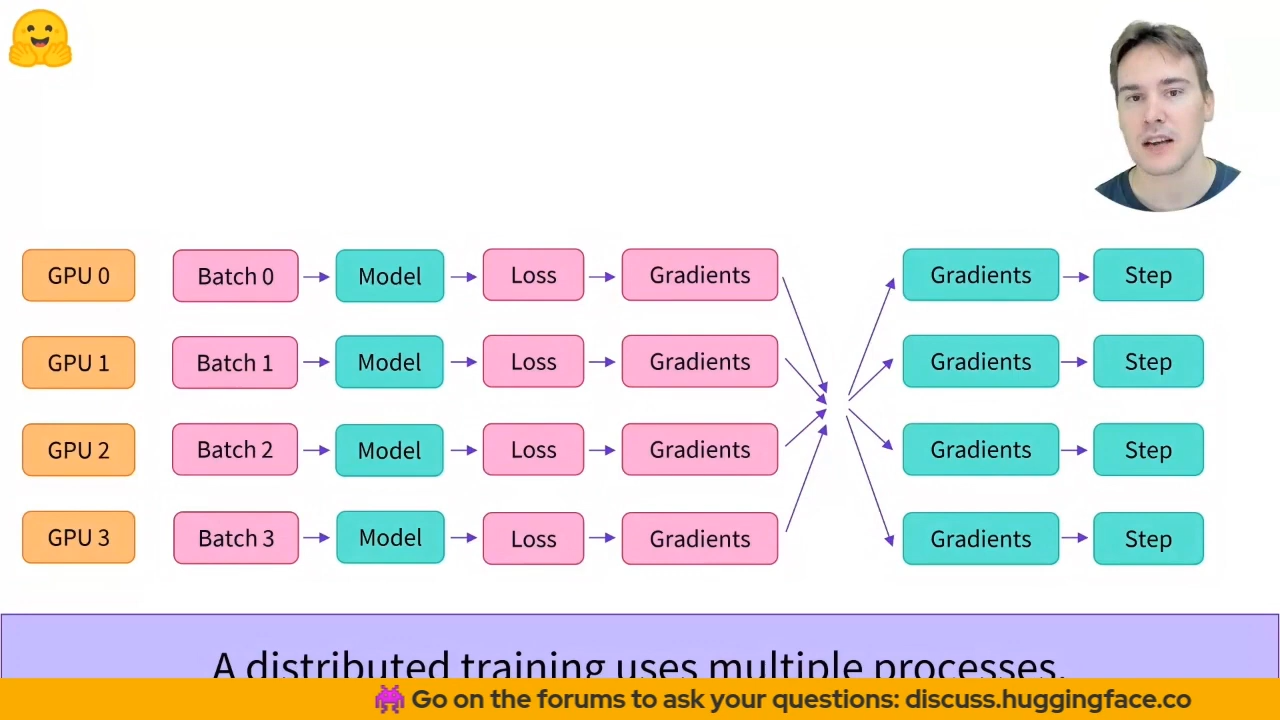 GPU 0 Batch 0 Model Loss Gradients Gradients Step
GPU 1 Batch 1 Model Loss Gradients Gradients Step
GPU 2 Batch 2 Model Loss Gradients Gradients Step
GPU 3 Batch 3 Model Loss Gradients Gradients Step
A distributed training uses multiple processes.
Go on the forums to ask your questions: discuss.huggingface.co